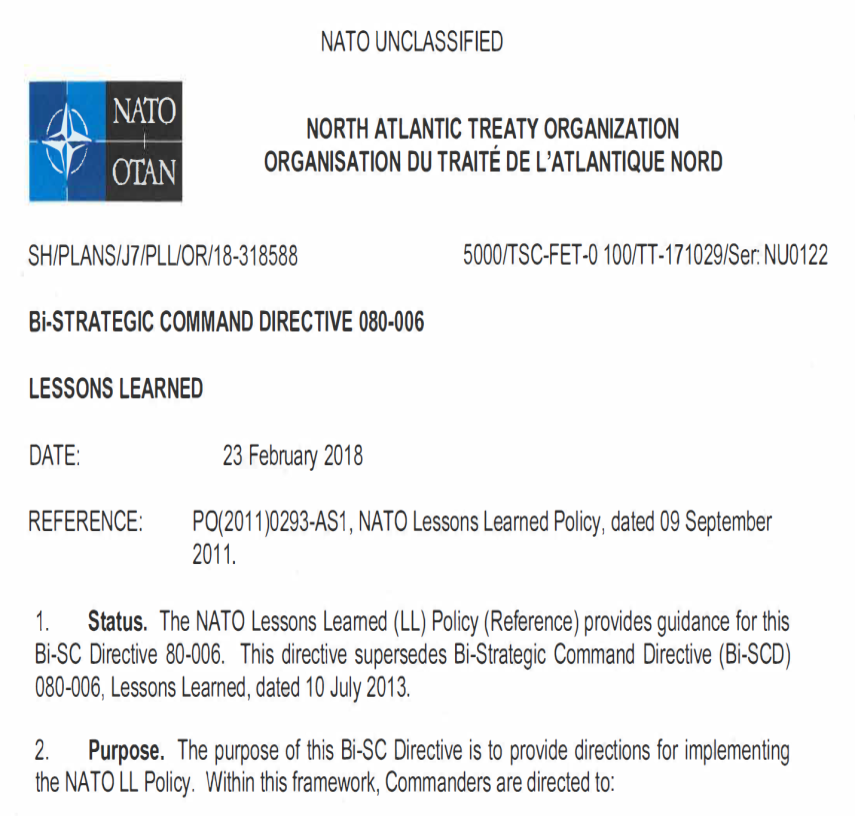 NATO UNCLASSIFIED
NATO
OTAN
NORTH ATLANTIC TREATY ORGANIZATION
ORGANISATION DU TRAITÉ DE L'ATLANTIQUE NORD
SH/PLANS/J7/PLL/OR/18-318588 5000/TSC-FET-0 100/TT-171029/Ser: NU0122
Bi-STRATEGIC COMMAND DIRECTIVE 080-006
LESSONS LEARNED
DATE: 23 February 2018
REFERENCE: PO(2011)0293-AS1, NATO Lessons Learned Policy, dated 09 September
2011.
1. Status. The NATO Lessons Learned (LL) Policy (Reference) provides guidance for this
Bi-SC Directive 80-006. This directive supersedes Bi-Strategic Command Directive (Bi-SCD)
080-006, Lessons Learned, dated 10 July 2013.
2. Purpose. The purpose of this Bi-SC Directive is to provide directions for implementing
the NATO LL Policy. Within this framework, Commanders are directed to: